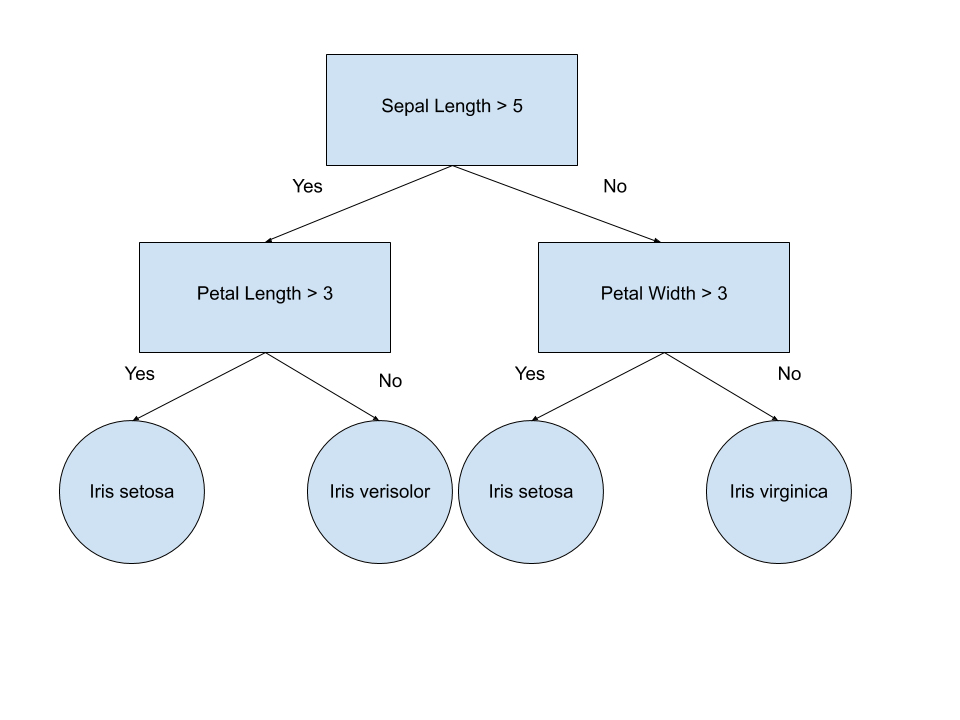 Sepal Length > 5
Yes
No
Petal Length > 3
Petal Width > 3
Yes
No
Yes
No
Iris setosa
Iris verisolor
Iris setosa
Iris virginica